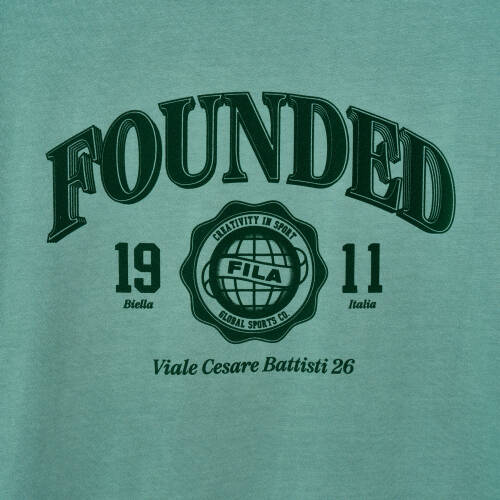 FOUNDED
19 11
Biella Italia
CREATIVITY IN SPORT
FILA
GLOBAL SPORTS CO.
Viale Cesare Battisti 26